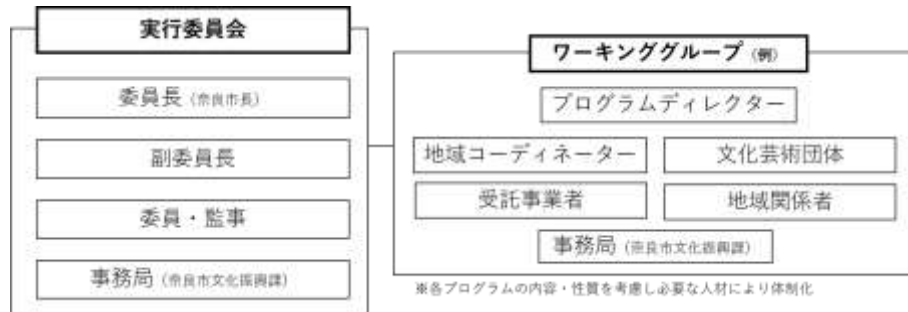 実行委員会
委員長（奈良市長）
副委員長
委員・監事
事務局（奈良市文化振興課）
ワーキンググループ（例）
プログラムディレクター
地域コーディネーター
文化芸術団体
受託事業者
地域関係者
事務局（奈良市文化振興課）
※各プログラムの内容・性質を考慮し必要な人材により体制化